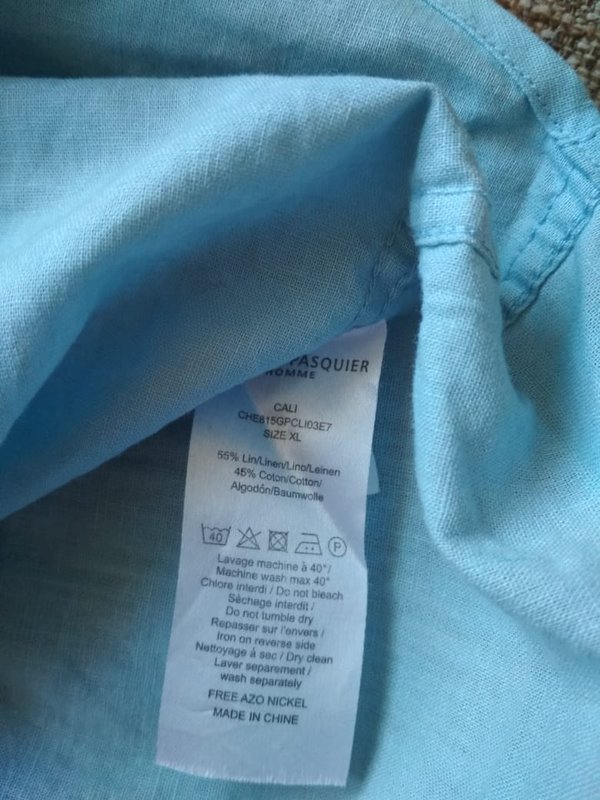 PASQUIER
HOMME
CALI
CHE815GPCLI03E7
SIZE XL
55% Lin/Linen/Lino/Leinen
45% Coton/Cotton/
Algodón/Baumwolle
40
P
Lavage machine à 40°/
Machine wash max 40°
Chlore interdi / Do not bleach
Séchage interdit /
Do not tumble dry
Repasser sur l'envers /
Iron on reverse side
Nettoyage á sec / Dry clean
Laver separement /
wash separately
FREE AZO NICKEL
MADE IN CHINE